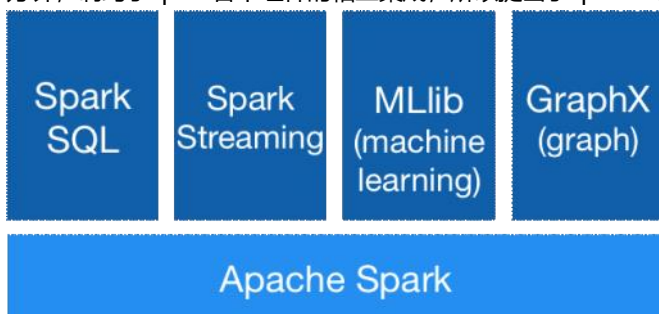 Spark
SQL
Spark
Streaming
MLlib
(machine
learning)
GraphX
(graph)
Apache Spark